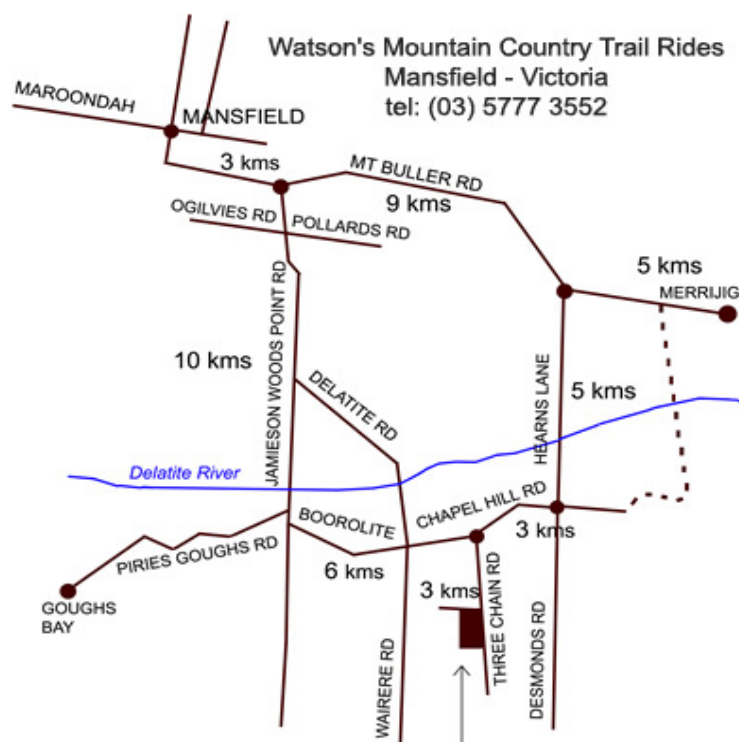 Watson's Mountain Country Trail Rides
Mansfield - Victoria
tel: (03) 5777 3552
MAROONDAH
MANSFIELD
3 kms
MT BULLER RD
9 kms
OGILVIES RD
POLLARDS RD
5 kms
MERRIJIG
JAMIESON WOODS POINT RD
10 kms
DELATITE RD
HEARNS LANE
5 kms
Delatite River
BOOROLITE
CHAPEL HILL RD
3 kms
PIRIES GOUGHS RD
6 kms
3 kms
GOUGHS
BAY
THREE CHAIN RD
WAIRERE RD
DESMONDS RD